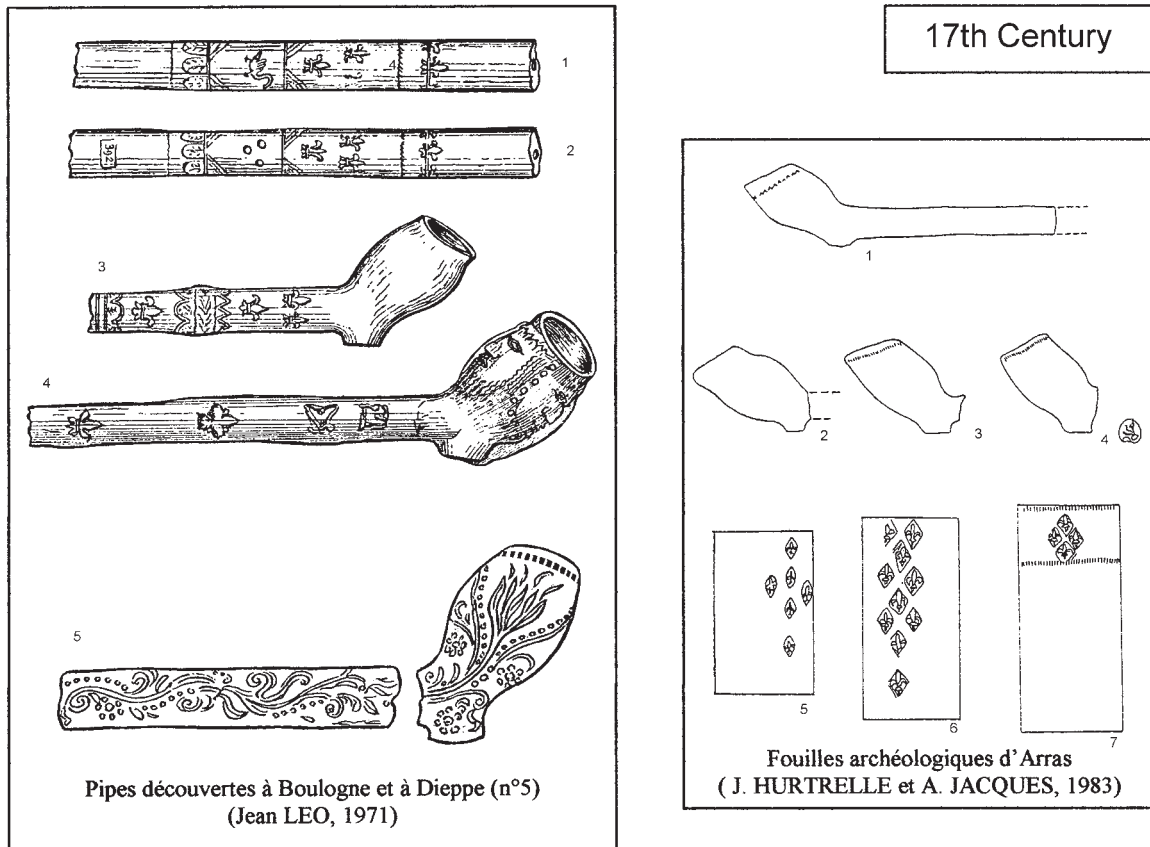 17th Century
1
2
3
4
5
Pipes découvertes à Boulogne et à Dieppe (n°5)
(Jean LEO, 1971)
1
2
3
4
5
6
7
Fouilles archéologiques d'Arras
( J. HURTRELLE et A. JACQUES, 1983)